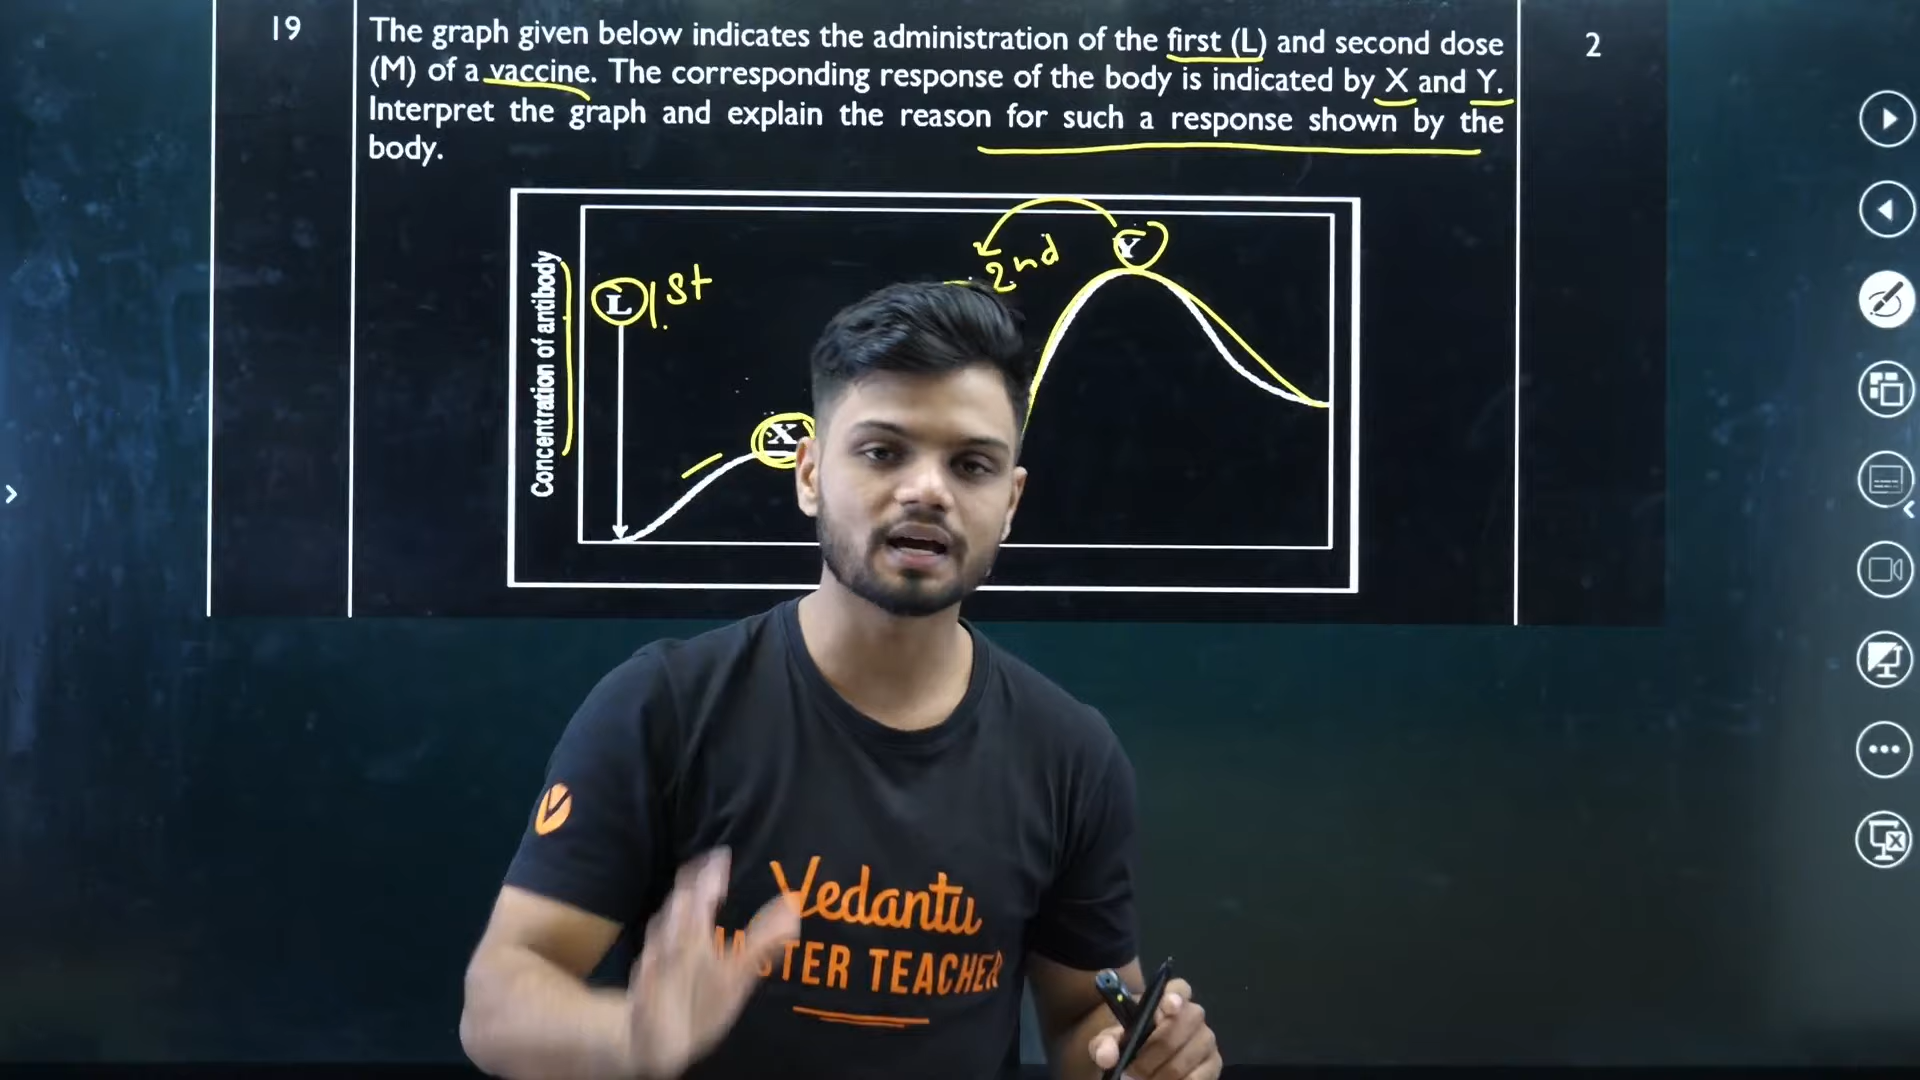 19
The graph given below indicates the administration of the first (L) and second dose
(M) of a vaccine. The corresponding response of the body is indicated by X and Y.
Interpret the graph and explain the reason for such a response shown by the
body.
2
Concentration of antibody
L
1st
X
2nd
Y
Vedantu
MASTER TEACHER